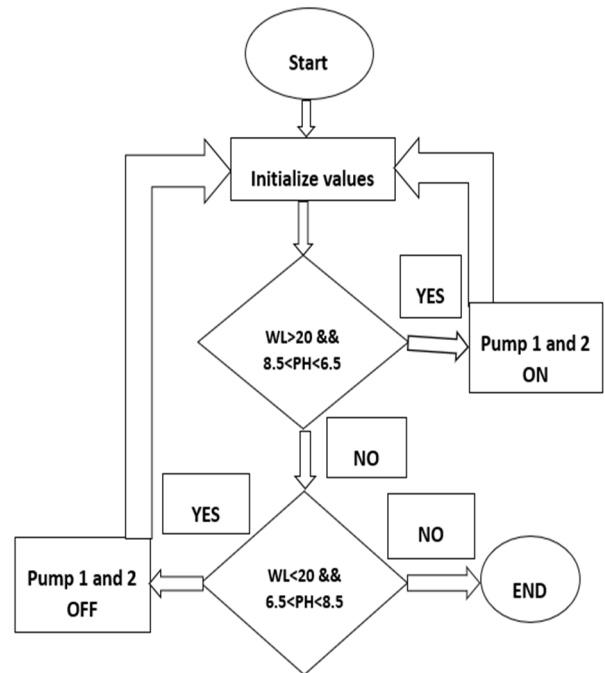 Start
Initialize values
YES
WL>20 &&
8.5<PH<6.5
Pump 1 and 2
ON
NO
YES
NO
WL<20 &&
6.5<PH<8.5
Pump 1 and 2
OFF
END